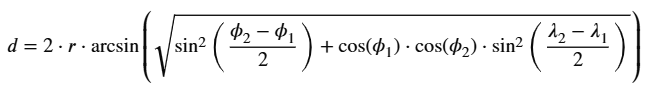 d = 2 · r · arcsin(√(sin²((ϕ₂ − ϕ₁)/2) + cos(ϕ₁) · cos(ϕ₂) · sin²((λ₂ − λ₁)/2)))